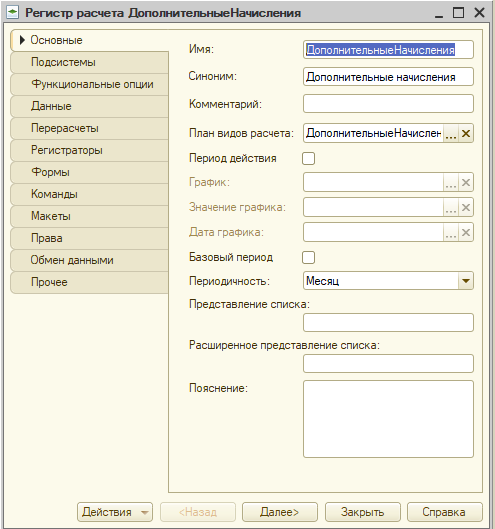 Регистр расчета ДополнительныеНачисления
Основные
Подсистемы
Функциональные опции
Данные
Перерасчеты
Регистраторы
Формы
Команды
Макеты
Права
Обмен данными
Прочее
Имя: ДополнительныеНачисления
Синоним: Дополнительные начисления
Комментарий:
План видов расчета: ДополнительныеНачислен ...
Период действия
График: ...
Значение графика: ...
Дата графика: ...
Базовый период
Периодичность: Месяц
Представление списка:
Расширенное представление списка:
Пояснение:
Действия <Назад Далее> Закрыть Справка